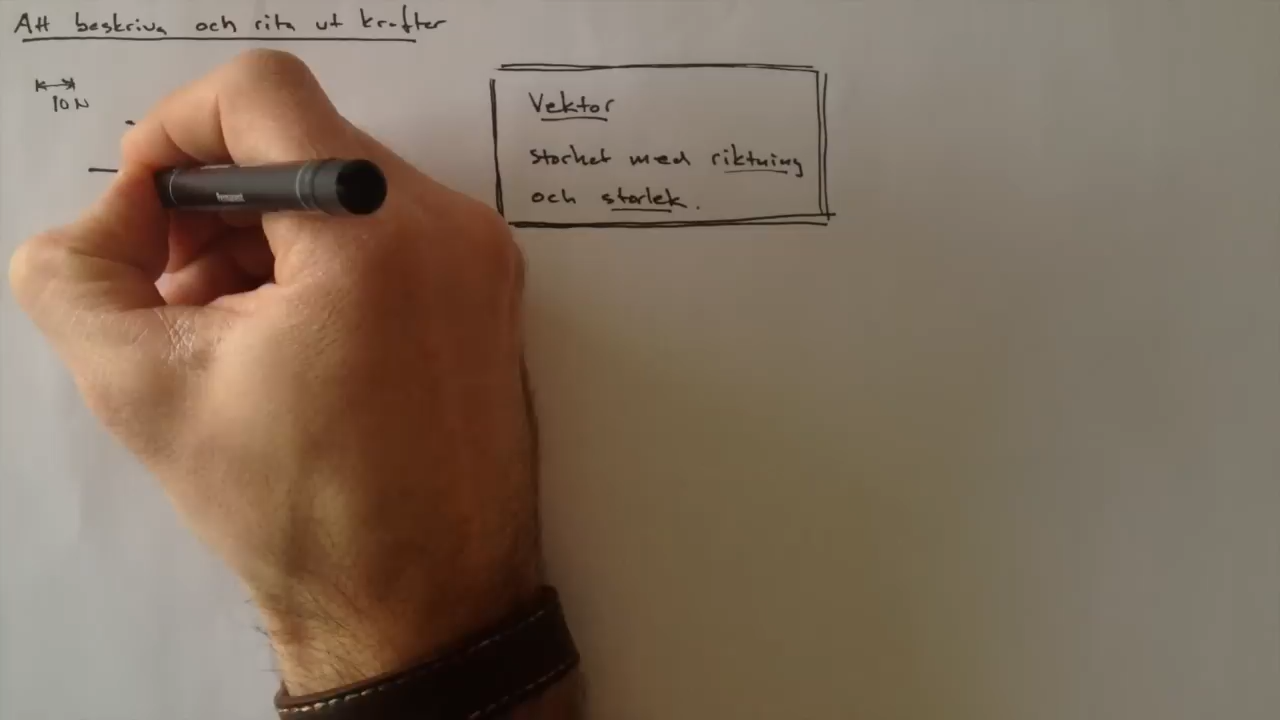 Att beskriva och rita ut krafter
10 N
Vektor
Storhet med riktning
och storlek.